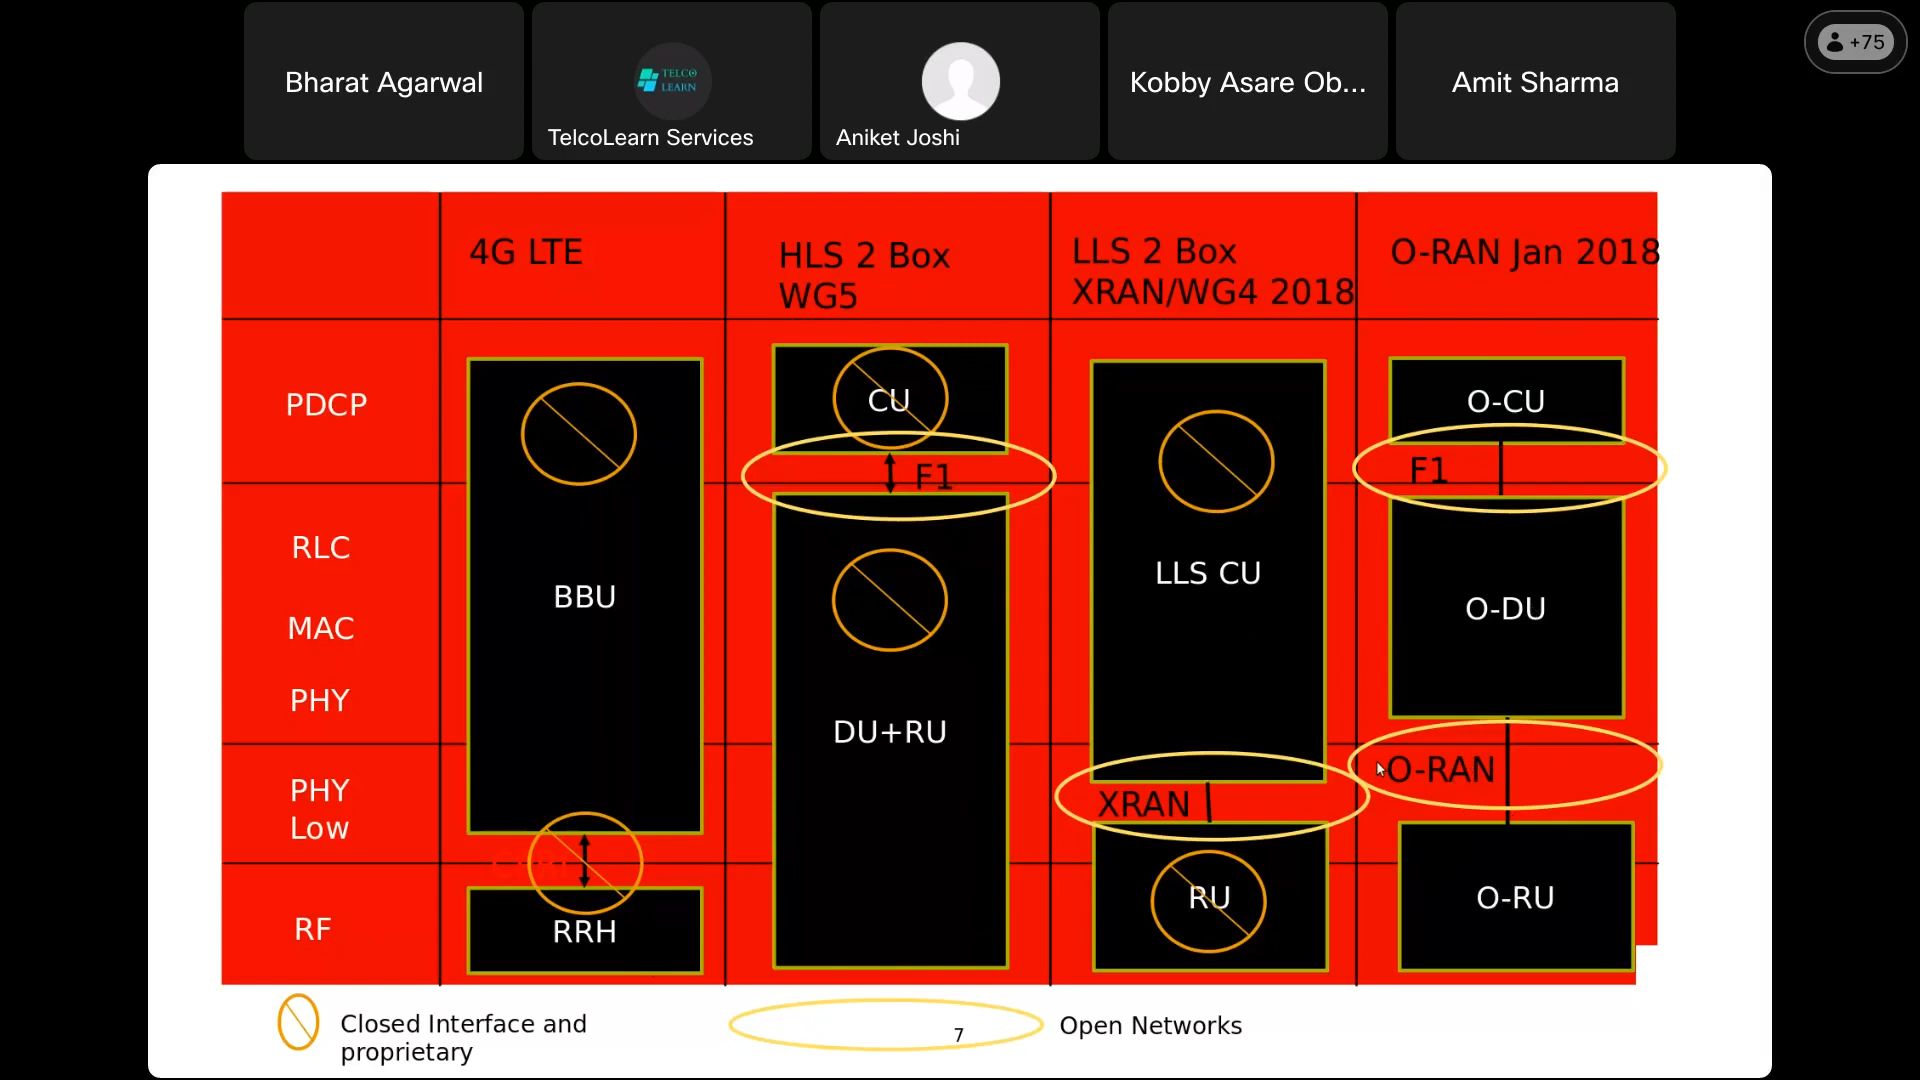 Bharat Agarwal
TELCO
LEARN
TelcoLearn Services
Aniket Joshi
Kobby Asare Ob...
Amit Sharma
+75
4G LTE
HLS 2 Box
WG5
LLS 2 Box
XRAN/WG4 2018
O-RAN Jan 2018
PDCP
CU
O-CU
F1
F1
RLC
MAC
PHY
BBU
DU+RU
LLS CU
O-DU
PHY
Low
XRAN
O-RAN
RF
RRH
RU
O-RU
Closed Interface and
proprietary
7
Open Networks